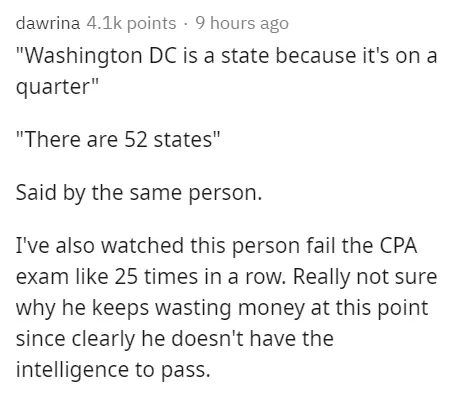 dawrina 4.1k points · 9 hours ago
"Washington DC is a state because it's on a
quarter"
"There are 52 states"
Said by the same person.
I've also watched this person fail the CPA
exam like 25 times in a row. Really not sure
why he keeps wasting money at this point
since clearly he doesn't have the
intelligence to pass.